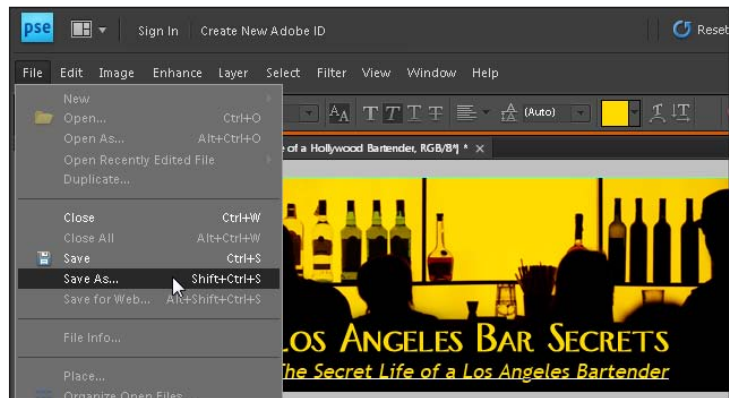 pse Sign In Create New Adobe ID Reset
File Edit Image Enhance Layer Select Filter View Window Help
New
Open... Ctrl+O
Open As... Alt+Ctrl+O
Open Recently Edited File
Duplicate...
Close Ctrl+W
Close All Alt+Ctrl+W
Save Ctrl+S
Save As... Shift+Ctrl+S
Save for Web... Alt+Shift+Ctrl+S
File Info...
Place...
Organize Open Files
(Auto)
of a Hollywood Bartender, RGB/8*) * ×
Los Angeles Bar Secrets
The Secret Life of a Los Angeles Bartender